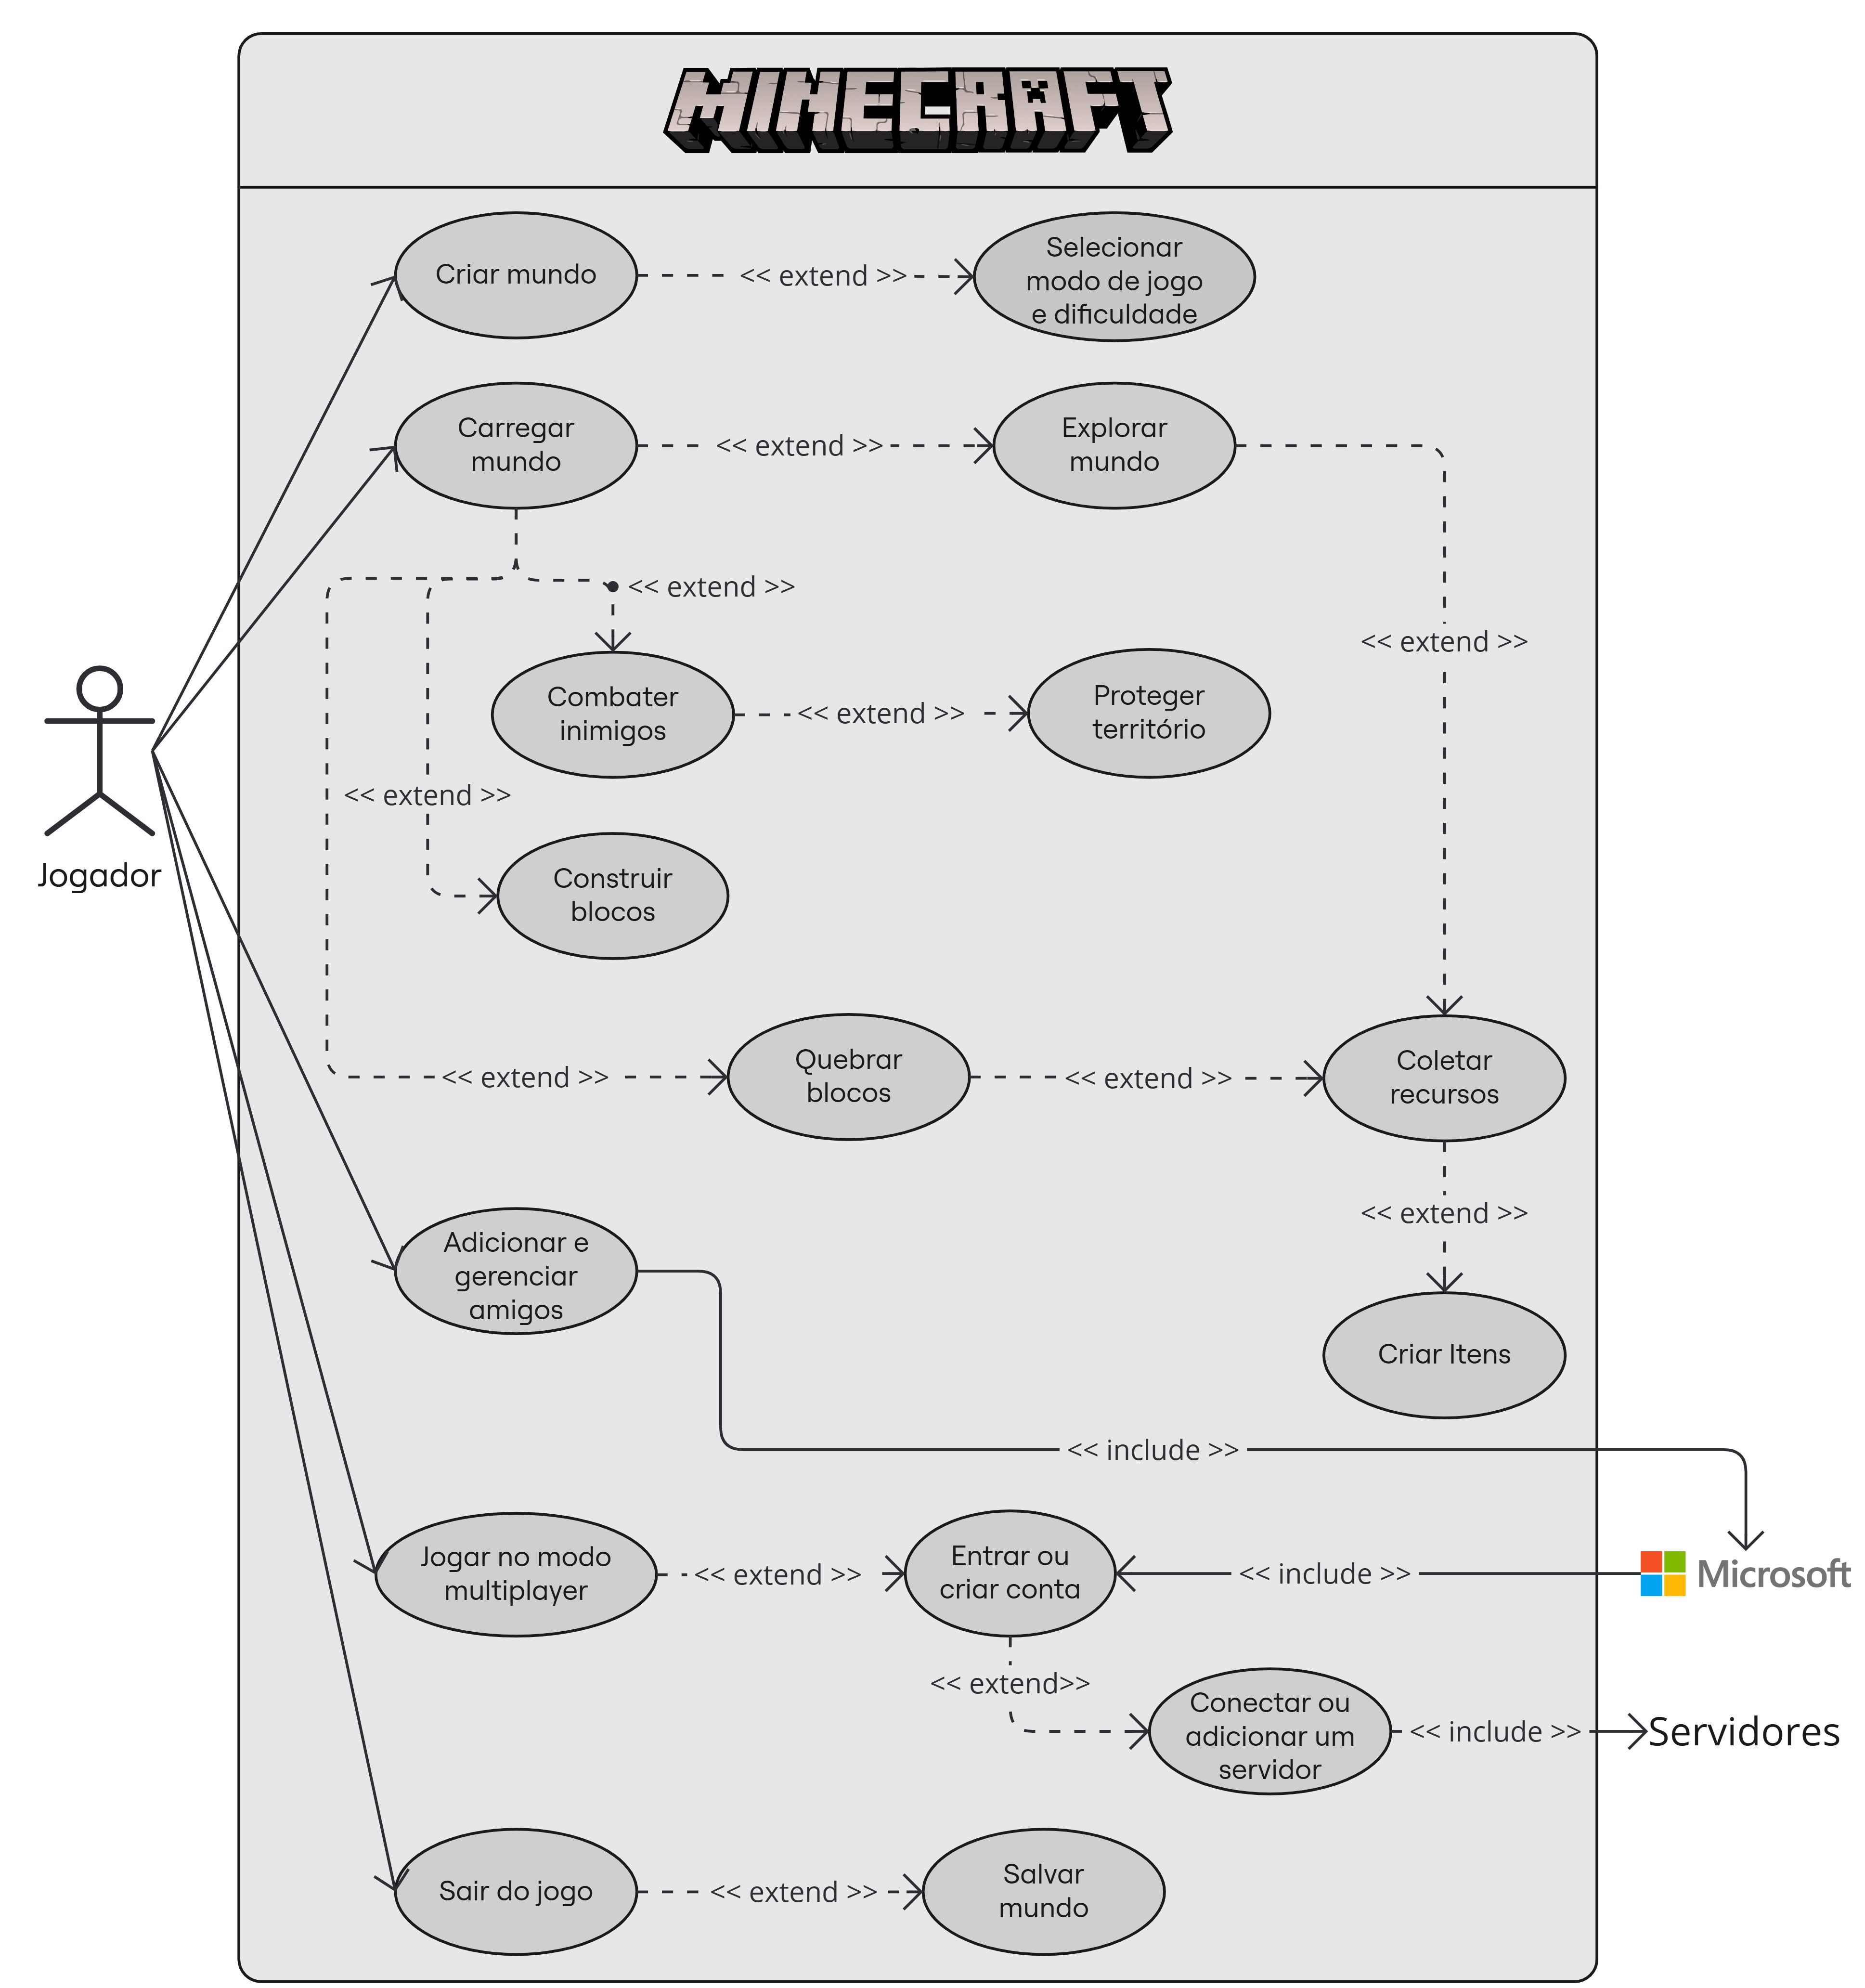 MINECRAFT
Criar mundo
<< extend >>
Selecionar
modo de jogo
e dificuldade
Carregar
mundo
<< extend >>
Explorar
mundo
<< extend >>
<< extend >>
Combater
inimigos
<< extend >>
Proteger
território
<< extend >>
Jogador
Construir
blocos
<< extend >>
Quebrar
blocos
<< extend >>
Coletar
recursos
<< extend >>
Adicionar e
gerenciar
amigos
Criar Itens
<< include >>
Jogar no modo
multiplayer
<< extend >>
Entrar ou
criar conta
<< include >>
Microsoft
<< extend>>
Conectar ou
adicionar um
servidor
<< include >>
Servidores
Sair do jogo
<< extend >>
Salvar
mundo